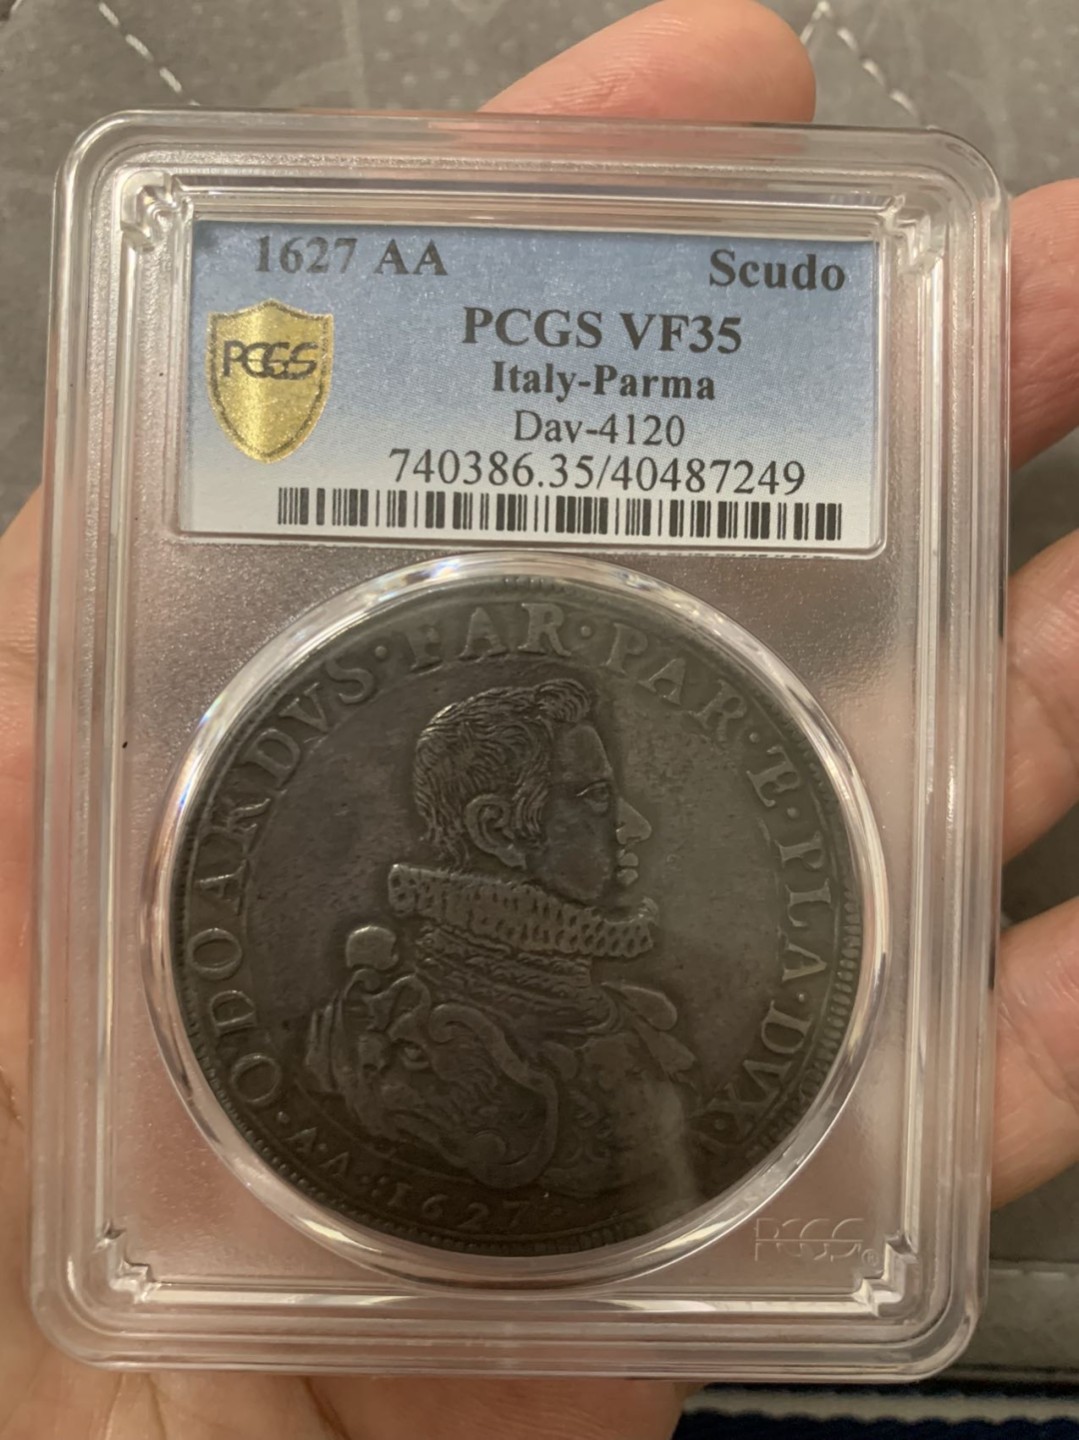 1627 AA Scudo
PCGS VF35
PCGS Italy-Parma
Dav-4120
740386.35/40487249
ODOARDVS·FAR·PAR·E·PLA·DVX·V
·A·A·1627
PCGS